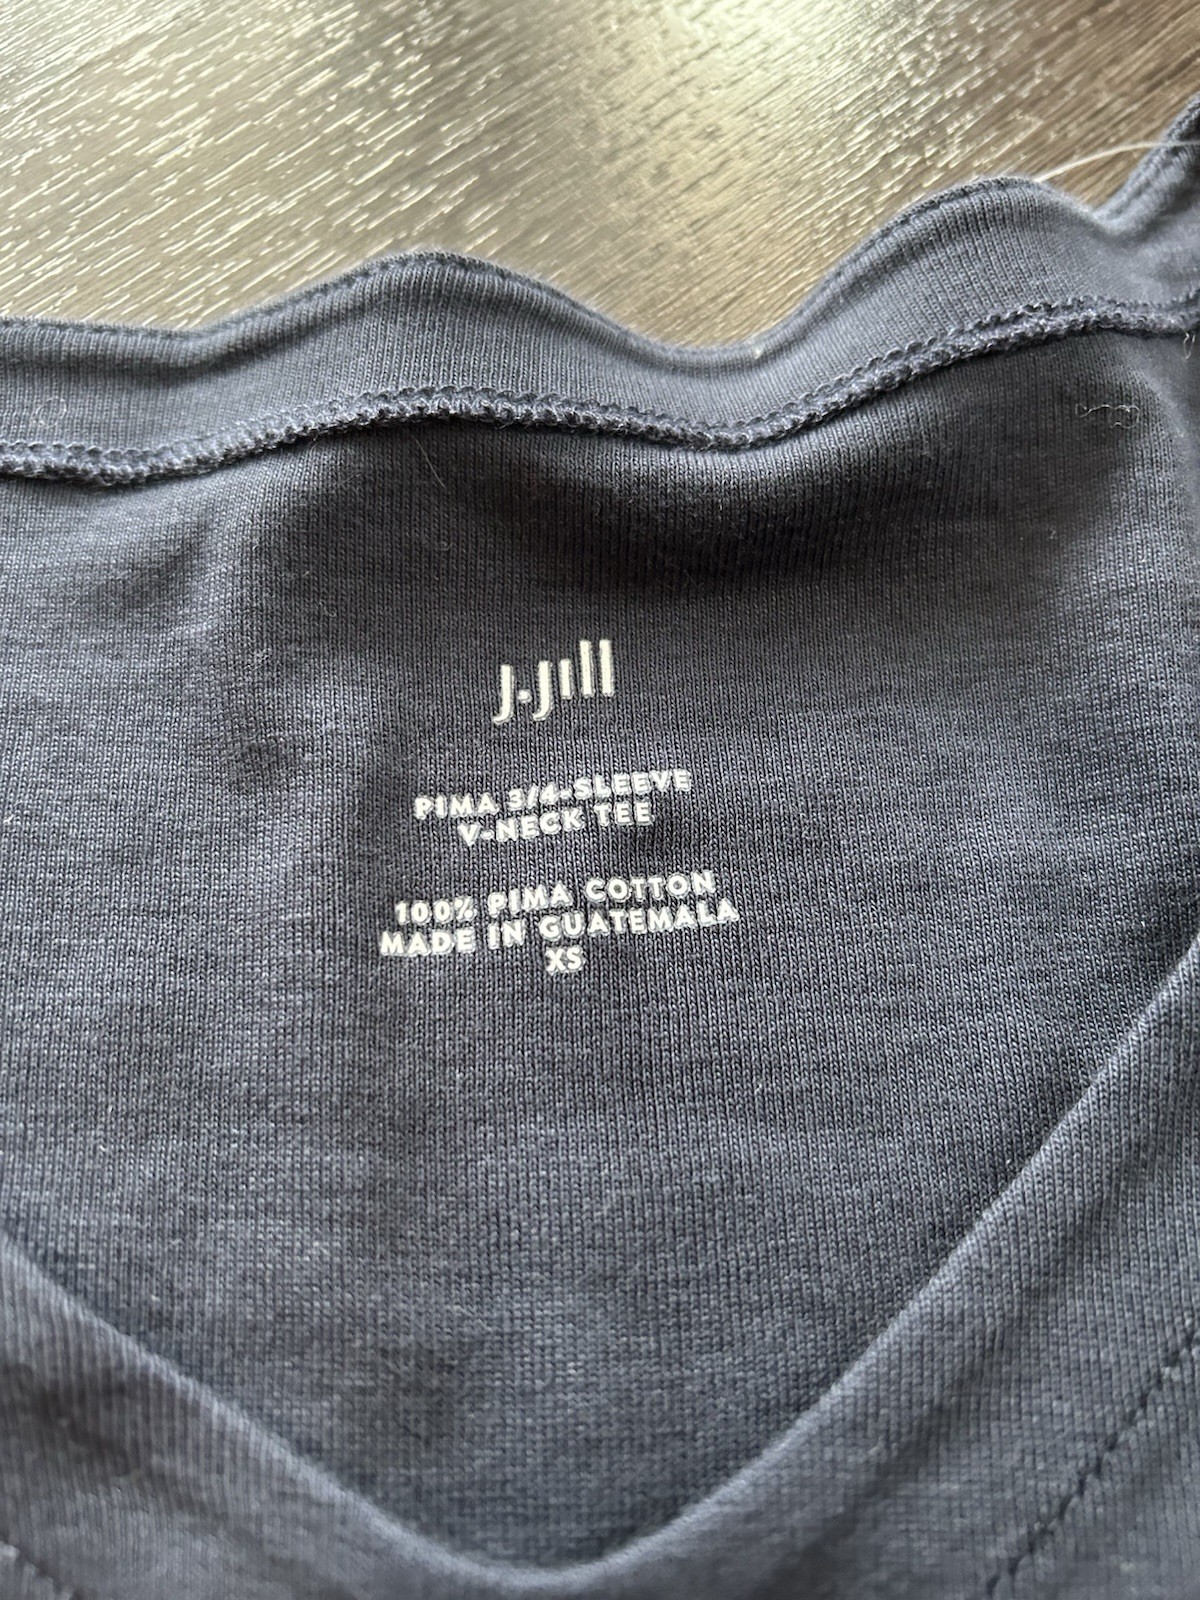 J.Jill
PIMA 3/4-SLEEVE
V-NECK TEE
100% PIMA COTTON
MADE IN GUATEMALA
XS